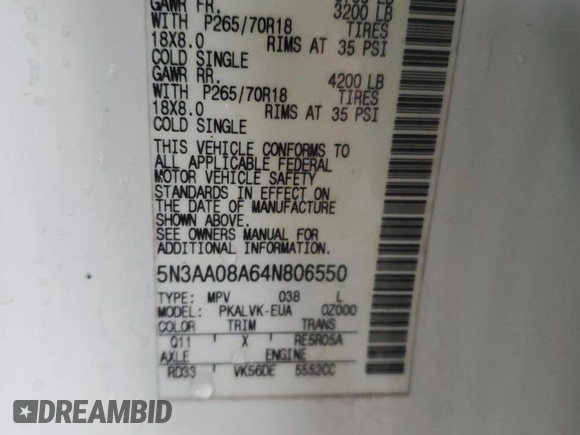 GAWR FR. 3200 LB
WITH P265/70R18 TIRES
18X8.0 RIMS AT 35 PSI
COLD SINGLE
GAWR RR. 4200 LB
WITH P265/70R18 TIRES
18X8.0 RIMS AT 35 PSI
COLD SINGLE
THIS VEHICLE CONFORMS TO
ALL APPLICABLE FEDERAL
MOTOR VEHICLE SAFETY
STANDARDS IN EFFECT ON
THE DATE OF MANUFACTURE
SHOWN ABOVE.
SEE OWNERS MANUAL FOR
ADDITIONAL INFORMATION.
5N3AA08A64N806550
TYPE: MPV 038 L
MODEL: PKALVK-EUA 0Z000
COLOR TRIM TRANS
Q11 X RE5R05A
AXLE ENGINE
RD33 VK56DE 5552CC
DREAMBID